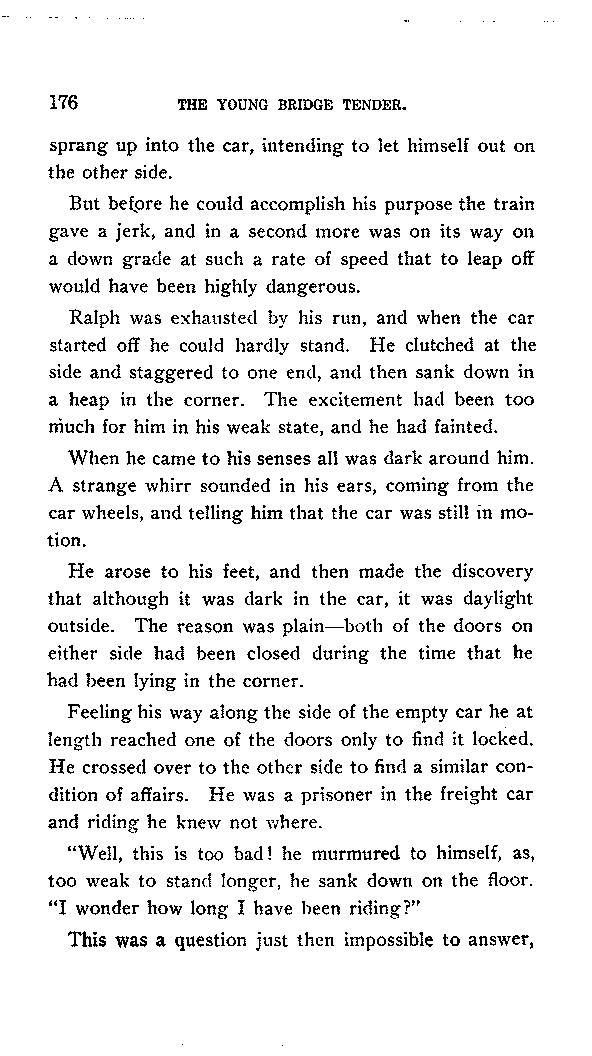 176 THE YOUNG BRIDGE TENDER.
sprang up into the car, intending to let himself out on
the other side.
But before he could accomplish his purpose the train
gave a jerk, and in a second more was on its way on
a down grade at such a rate of speed that to leap off
would have been highly dangerous.
Ralph was exhausted by his run, and when the car
started off he could hardly stand. He clutched at the
side and staggered to one end, and then sank down in
a heap in the corner. The excitement had been too
much for him in his weak state, and he had fainted.
When he came to his senses all was dark around him.
A strange whirr sounded in his ears, coming from the
car wheels, and telling him that the car was still in mo-
tion.
He arose to his feet, and then made the discovery
that although it was dark in the car, it was daylight
outside. The reason was plain—both of the doors on
either side had been closed during the time that he
had been lying in the corner.
Feeling his way along the side of the empty car he at
length reached one of the doors only to find it locked.
He crossed over to the other side to find a similar con-
dition of affairs. He was a prisoner in the freight car
and riding he knew not where.
"Well, this is too bad! he murmured to himself, as,
too weak to stand longer, he sank down on the floor.
"I wonder how long I have been riding?"
This was a question just then impossible to answer,